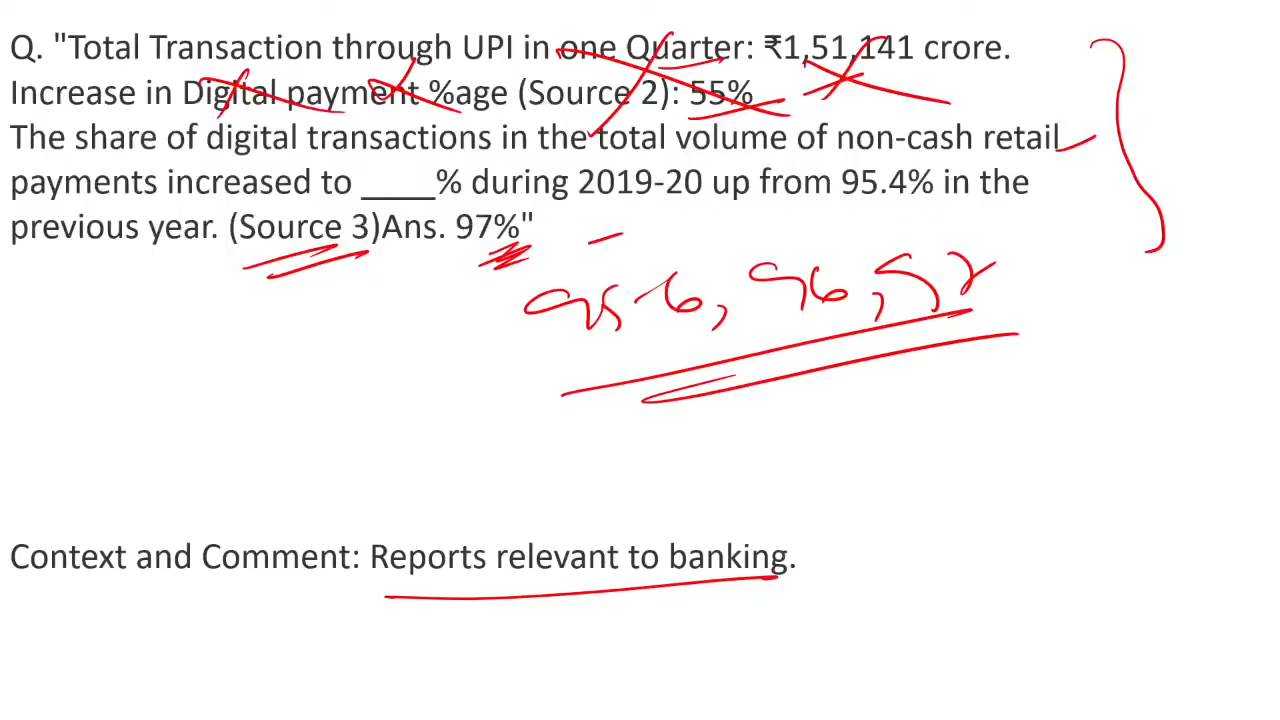 Q. "Total Transaction through UPI in one Quarter: ₹1,51,141 crore.
Increase in Digital payment %age (Source 2): 55%
The share of digital transactions in the total volume of non-cash retail
payments increased to ____% during 2019-20 up from 95.4% in the
previous year. (Source 3)Ans. 97%"
96,
Context and Comment: Reports relevant to banking.